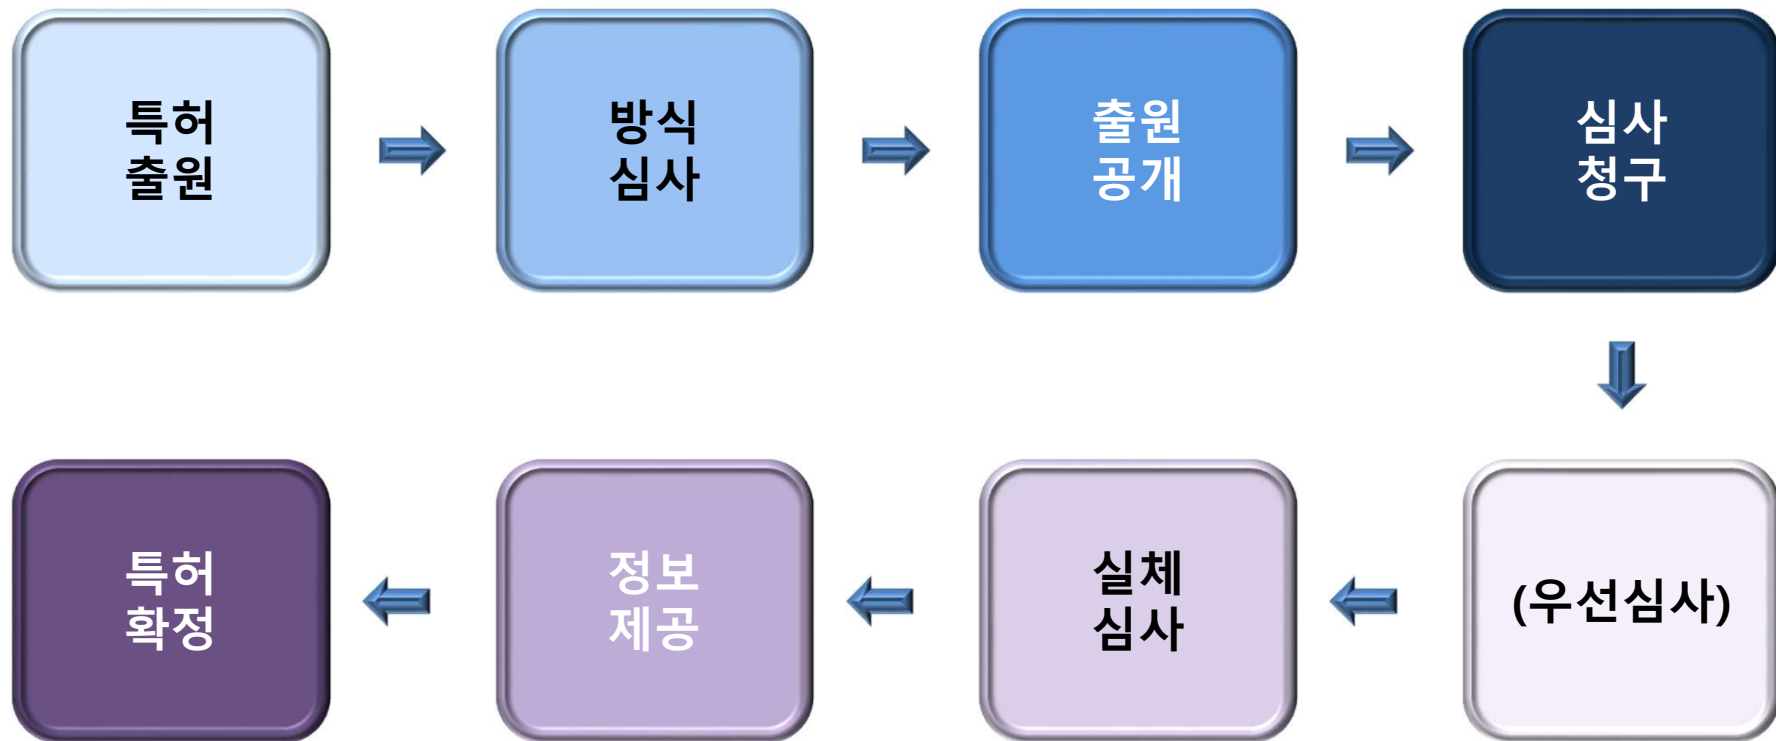 특허
출원
방식
심사
출원
공개
심사
청구
(우선심사)
실체
심사
정보
제공
특허
확정